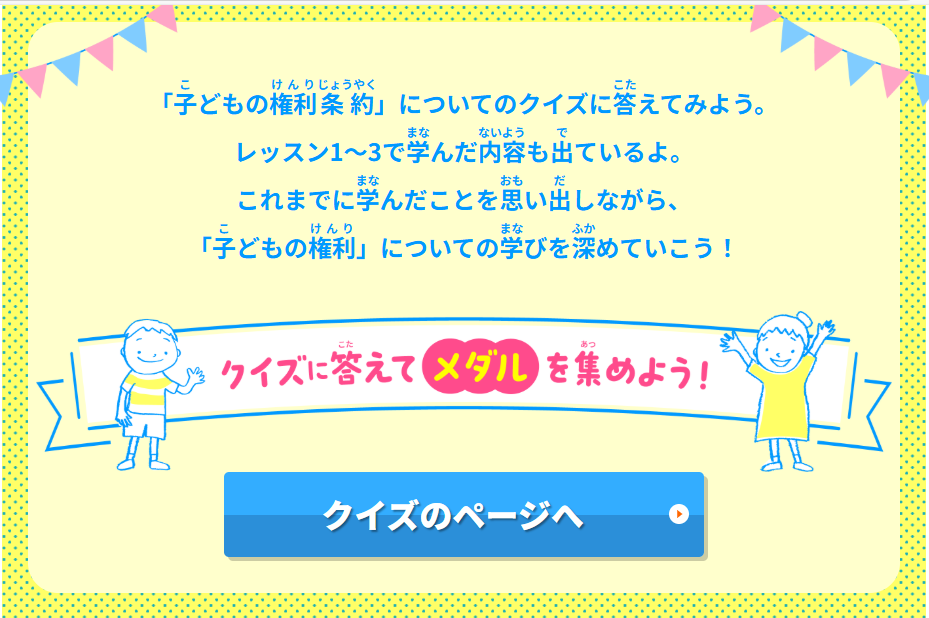 「子どもの権利条約」についてのクイズに答えてみよう。
レッスン1〜3で学んだ内容も出ているよ。
これまでに学んだことを思い出しながら、
「子どもの権利」についての学びを深めていこう！
クイズに答えてメダルを集めよう！
クイズのページへ